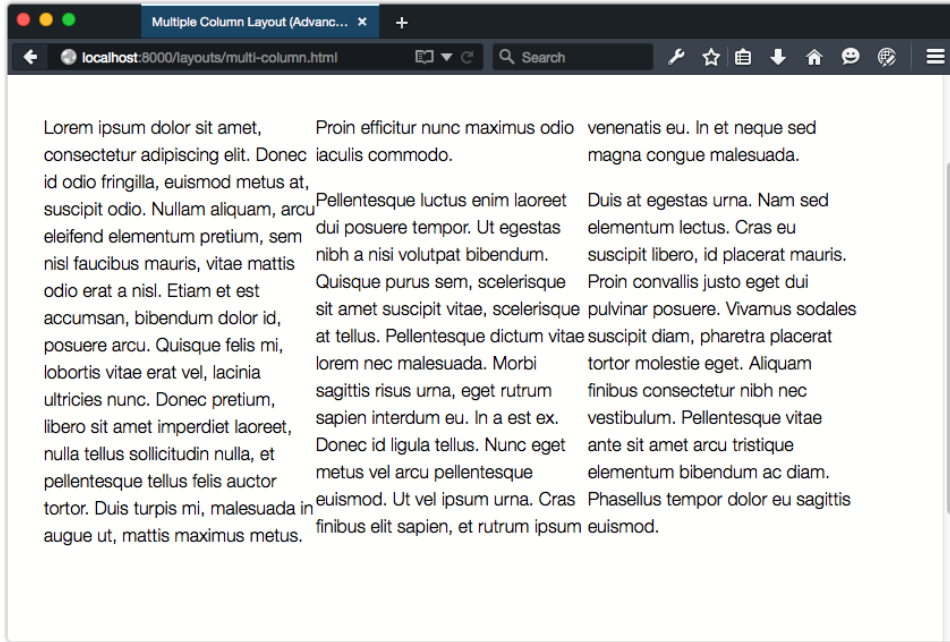 Multiple Column Layout (Advanc...
localhost:8000/layouts/multi-column.html
Search
Lorem ipsum dolor sit amet,
consectetur adipiscing elit. Donec
id odio fringilla, euismod metus at,
suscipit odio. Nullam aliquam, arcu
eleifend elementum pretium, sem
nisl faucibus mauris, vitae mattis
odio erat a nisl. Etiam et est
accumsan, bibendum dolor id,
posuere arcu. Quisque felis mi,
lobortis vitae erat vel, lacinia
ultricies nunc. Donec pretium,
libero sit amet imperdiet laoreet,
nulla tellus sollicitudin nulla, et
pellentesque tellus felis auctor
tortor. Duis turpis mi, malesuada in
augue ut, mattis maximus metus.
Proin efficitur nunc maximus odio
iaculis commodo.
Pellentesque luctus enim laoreet
dui posuere tempor. Ut egestas
nibh a nisi volutpat bibendum.
Quisque purus sem, scelerisque
sit amet suscipit vitae, scelerisque
at tellus. Pellentesque dictum vitae
lorem nec malesuada. Morbi
sagittis risus urna, eget rutrum
sapien interdum eu. In a est ex.
Donec id ligula tellus. Nunc eget
metus vel arcu pellentesque
euismod. Ut vel ipsum urna. Cras
finibus elit sapien, et rutrum ipsum
venenatis eu. In et neque sed
magna congue malesuada.
Duis at egestas urna. Nam sed
elementum lectus. Cras eu
suscipit libero, id placerat mauris.
Proin convallis justo eget dui
pulvinar posuere. Vivamus sodales
suscipit diam, pharetra placerat
tortor molestie eget. Aliquam
finibus consectetur nibh nec
vestibulum. Pellentesque vitae
ante sit amet arcu tristique
elementum bibendum ac diam.
Phasellus tempor dolor eu sagittis
euismod.